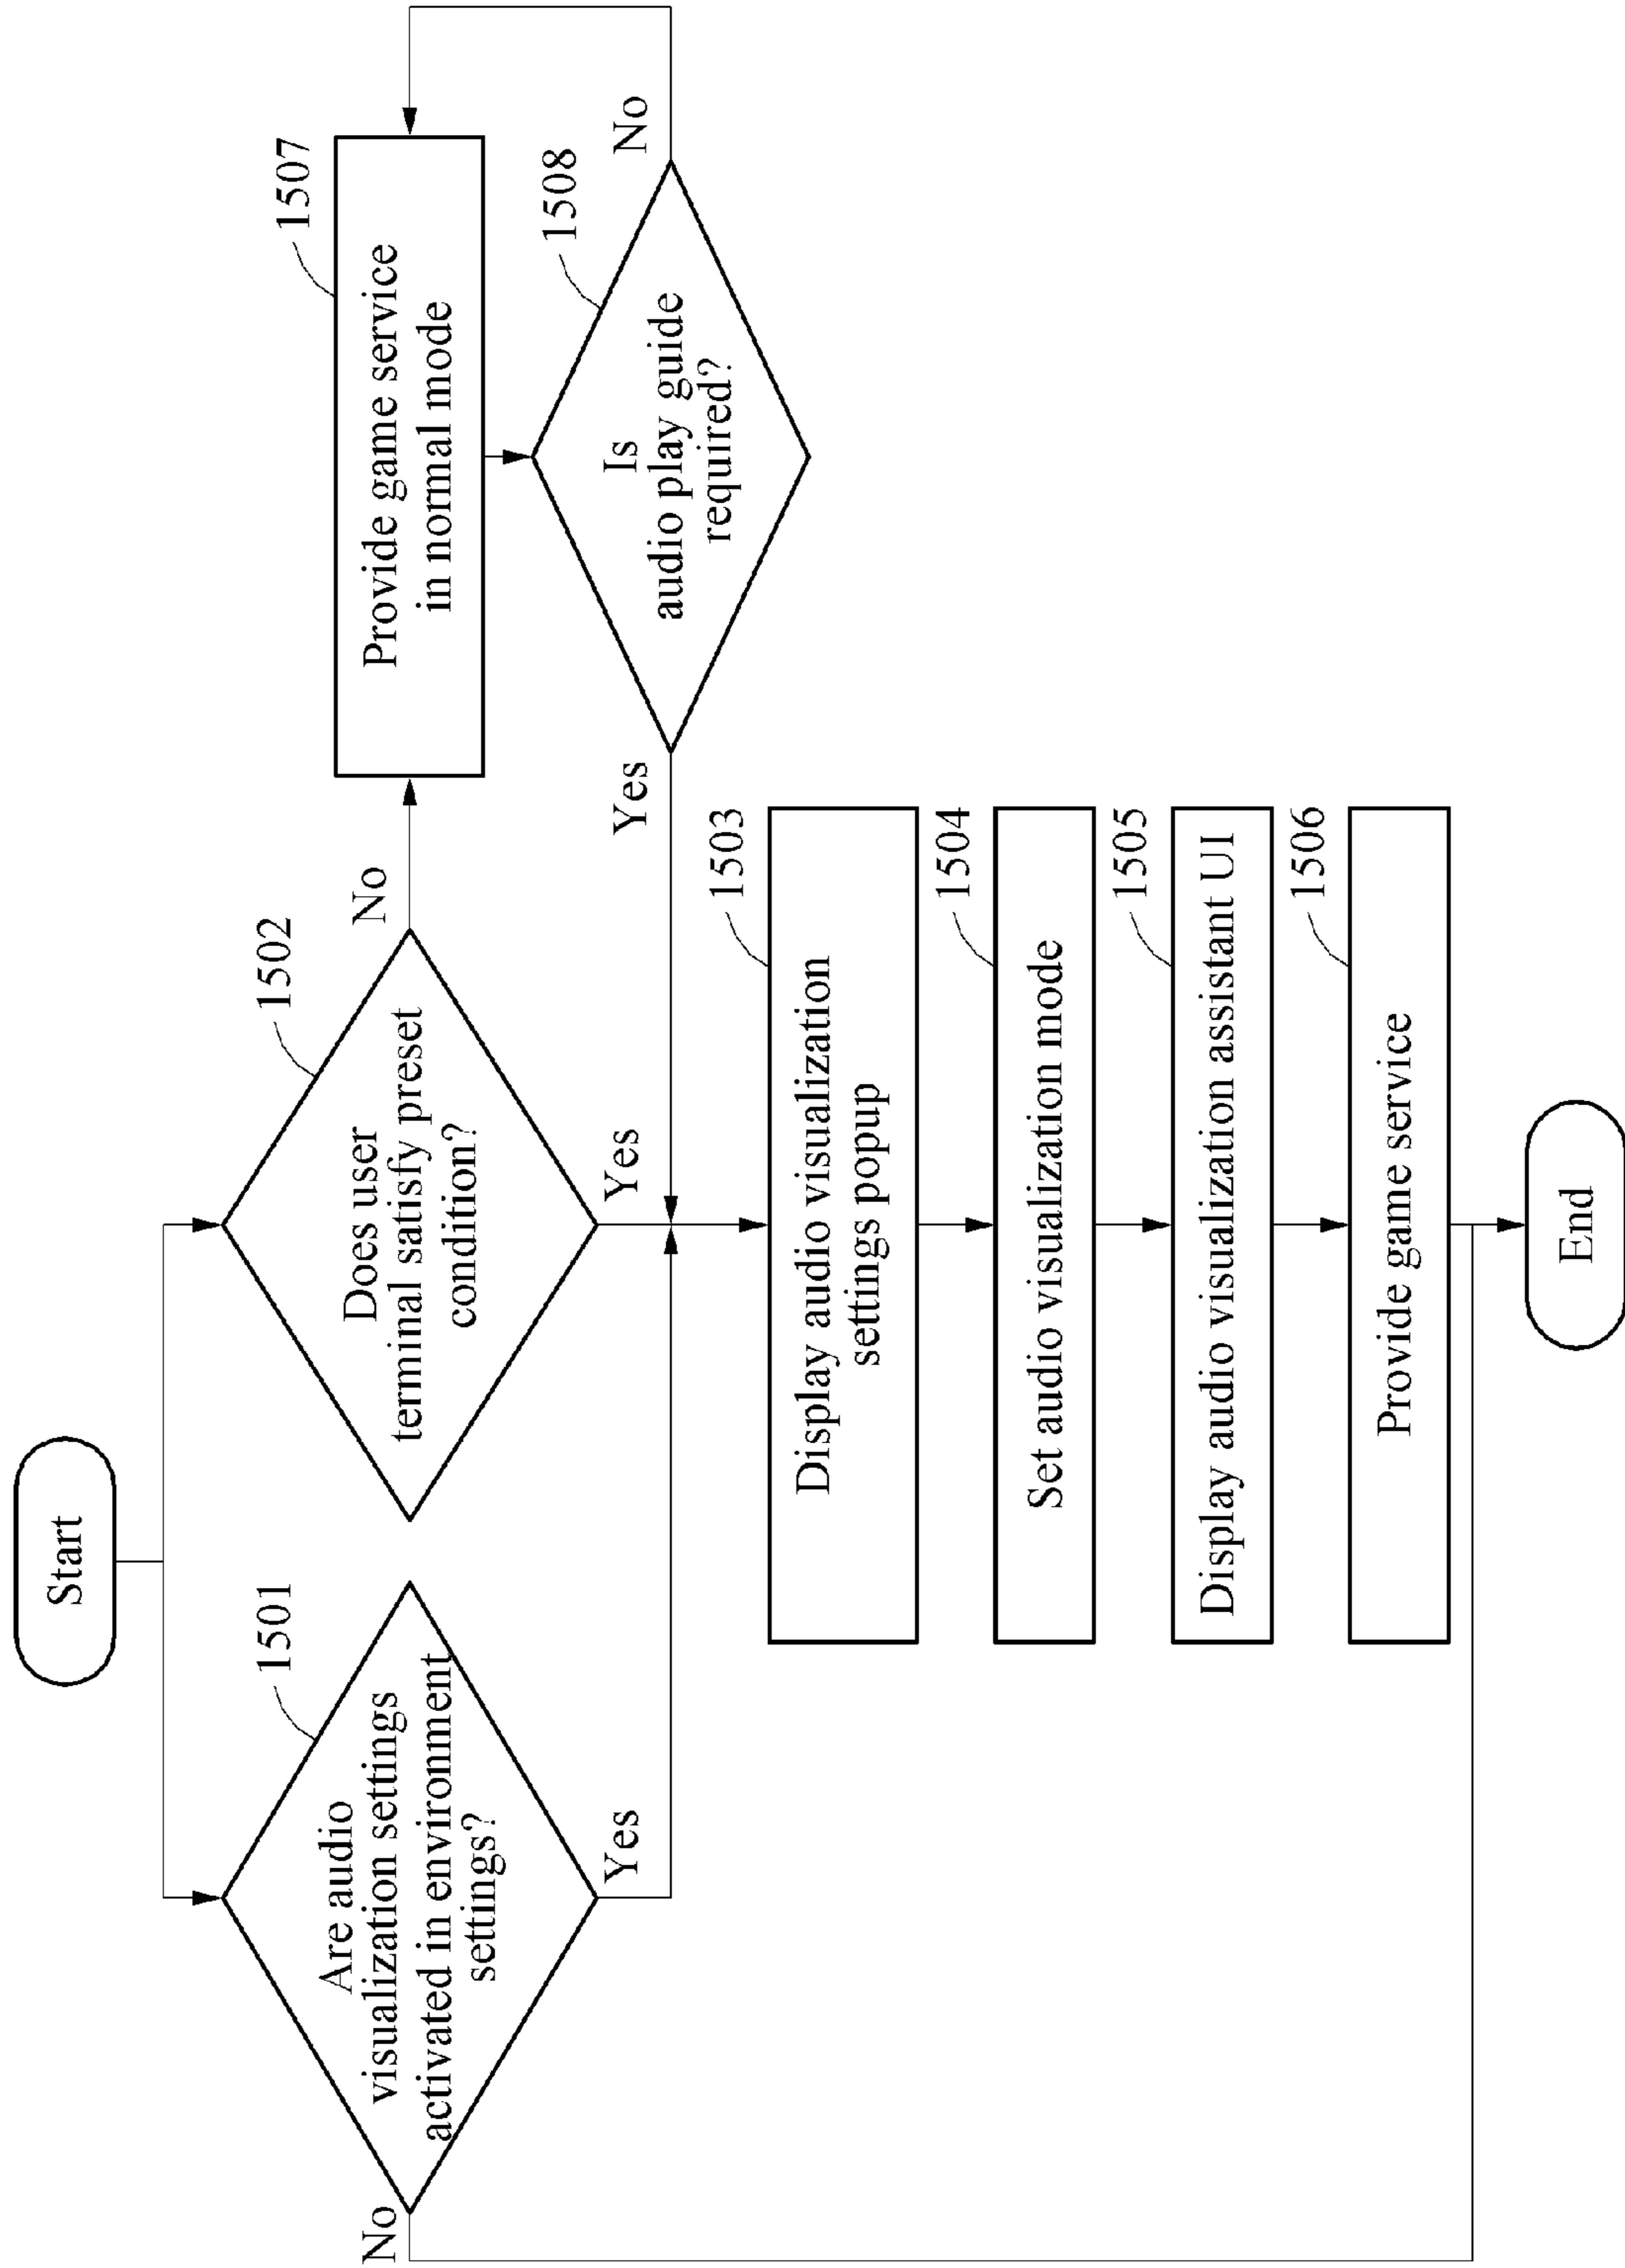 Start
1501
Are audio
visualization settings
activated in environment
settings?
No
Yes
1502
Does user
terminal satisfy preset
condition?
No
Yes
1507
Provide game service
in normal mode
1508
Is
audio play guide
required?
No
Yes
1503
Display audio visualization
settings popup
1504
Set audio visualization mode
1505
Display audio visualization assistant UI
1506
Provide game service
End